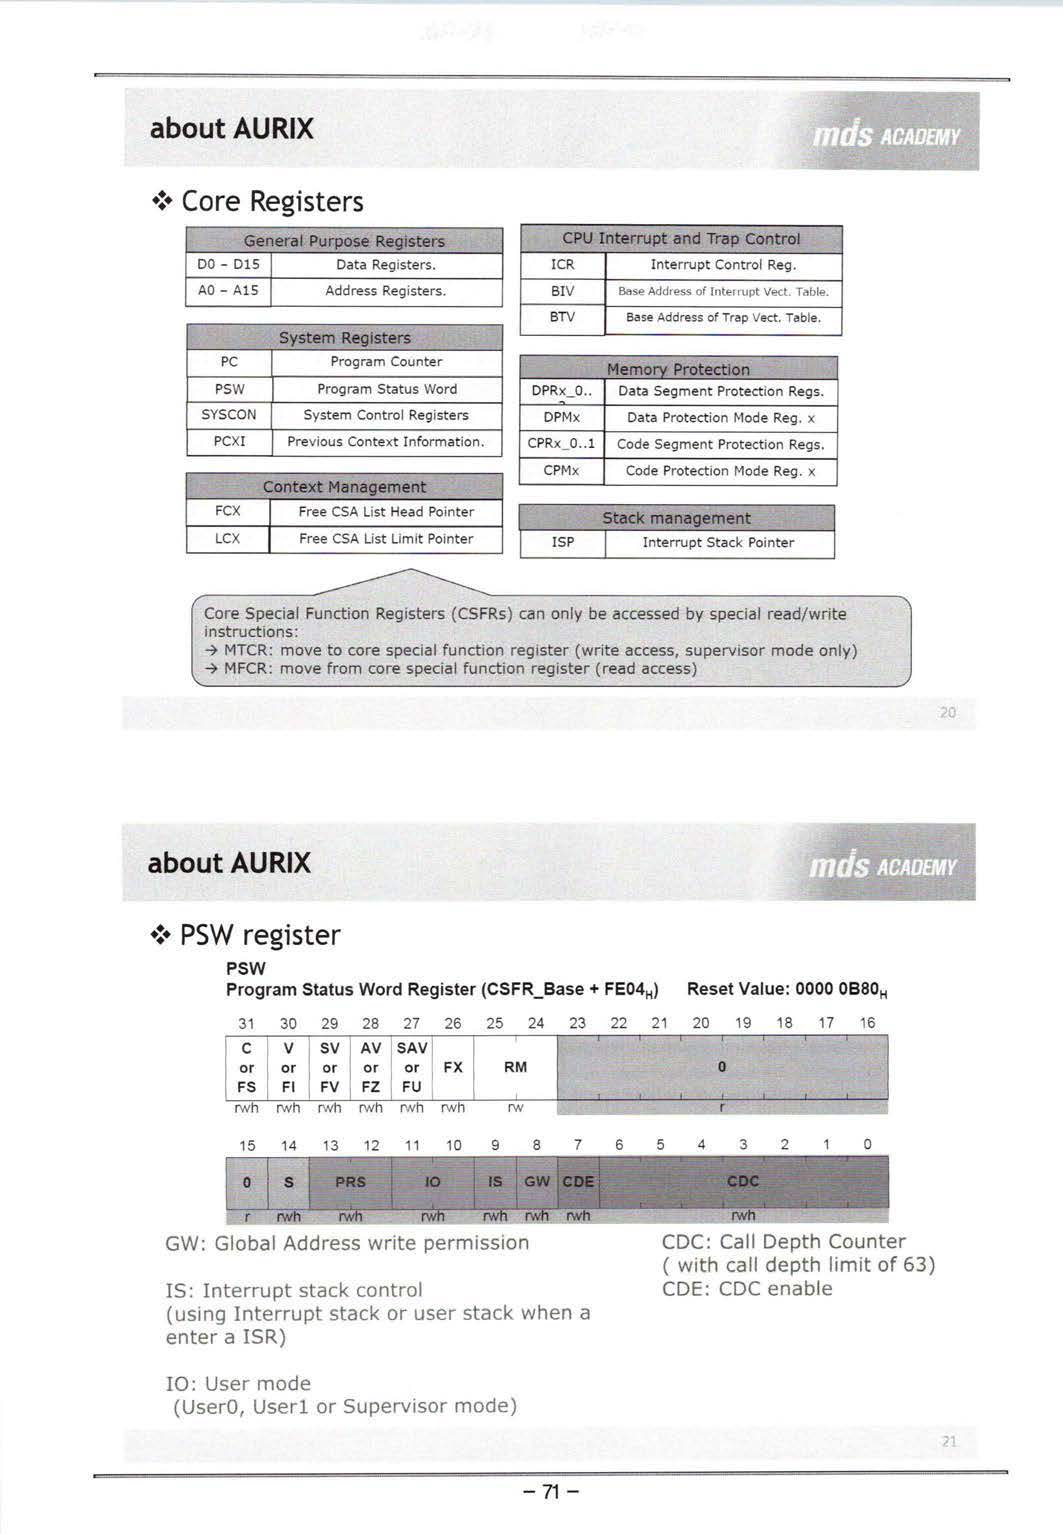 about AURIX
mds ACADEMY
❖ Core Registers
General Purpose Registers
D0 - D15 Data Registers.
A0 - A15 Address Registers.
System Registers
PC Program Counter
PSW Program Status Word
SYSCON System Control Registers
PCXI Previous Context Information.
Context Management
FCX Free CSA List Head Pointer
LCX Free CSA List Limit Pointer
CPU Interrupt and Trap Control
ICR Interrupt Control Reg.
BIV Base Address of Interrupt Vect. Table.
BTV Base Address of Trap Vect. Table.
Memory Protection
DPRx_0.. Data Segment Protection Regs.
DPMx Data Protection Mode Reg. x
CPRx_0..1 Code Segment Protection Regs.
CPMx Code Protection Mode Reg. x
Stack management
ISP Interrupt Stack Pointer
Core Special Function Registers (CSFRs) can only be accessed by special read/write
instructions:
→ MTCR: move to core special function register (write access, supervisor mode only)
→ MFCR: move from core special function register (read access)
20
about AURIX
mds ACADEMY
❖ PSW register
PSW
Program Status Word Register (CSFR_Base + FE04H) Reset Value: 0000 0B80H
31 30 29 28 27 26 25 24 23 22 21 20 19 18 17 16
C V SV AV SAV
or or or or or FX RM 0
FS FI FV FZ FU
rwh rwh rwh rwh rwh rwh rw r
15 14 13 12 11 10 9 8 7 6 5 4 3 2 1 0
0 S PRS IO IS GW CDE CDC
r rwh rwh rwh rwh rwh rwh rwh
GW: Global Address write permission
IS: Interrupt stack control
(using Interrupt stack or user stack when a
enter a ISR)
IO: User mode
(User0, User1 or Supervisor mode)
CDC: Call Depth Counter
( with call depth limit of 63)
CDE: CDC enable
21
- 71 -